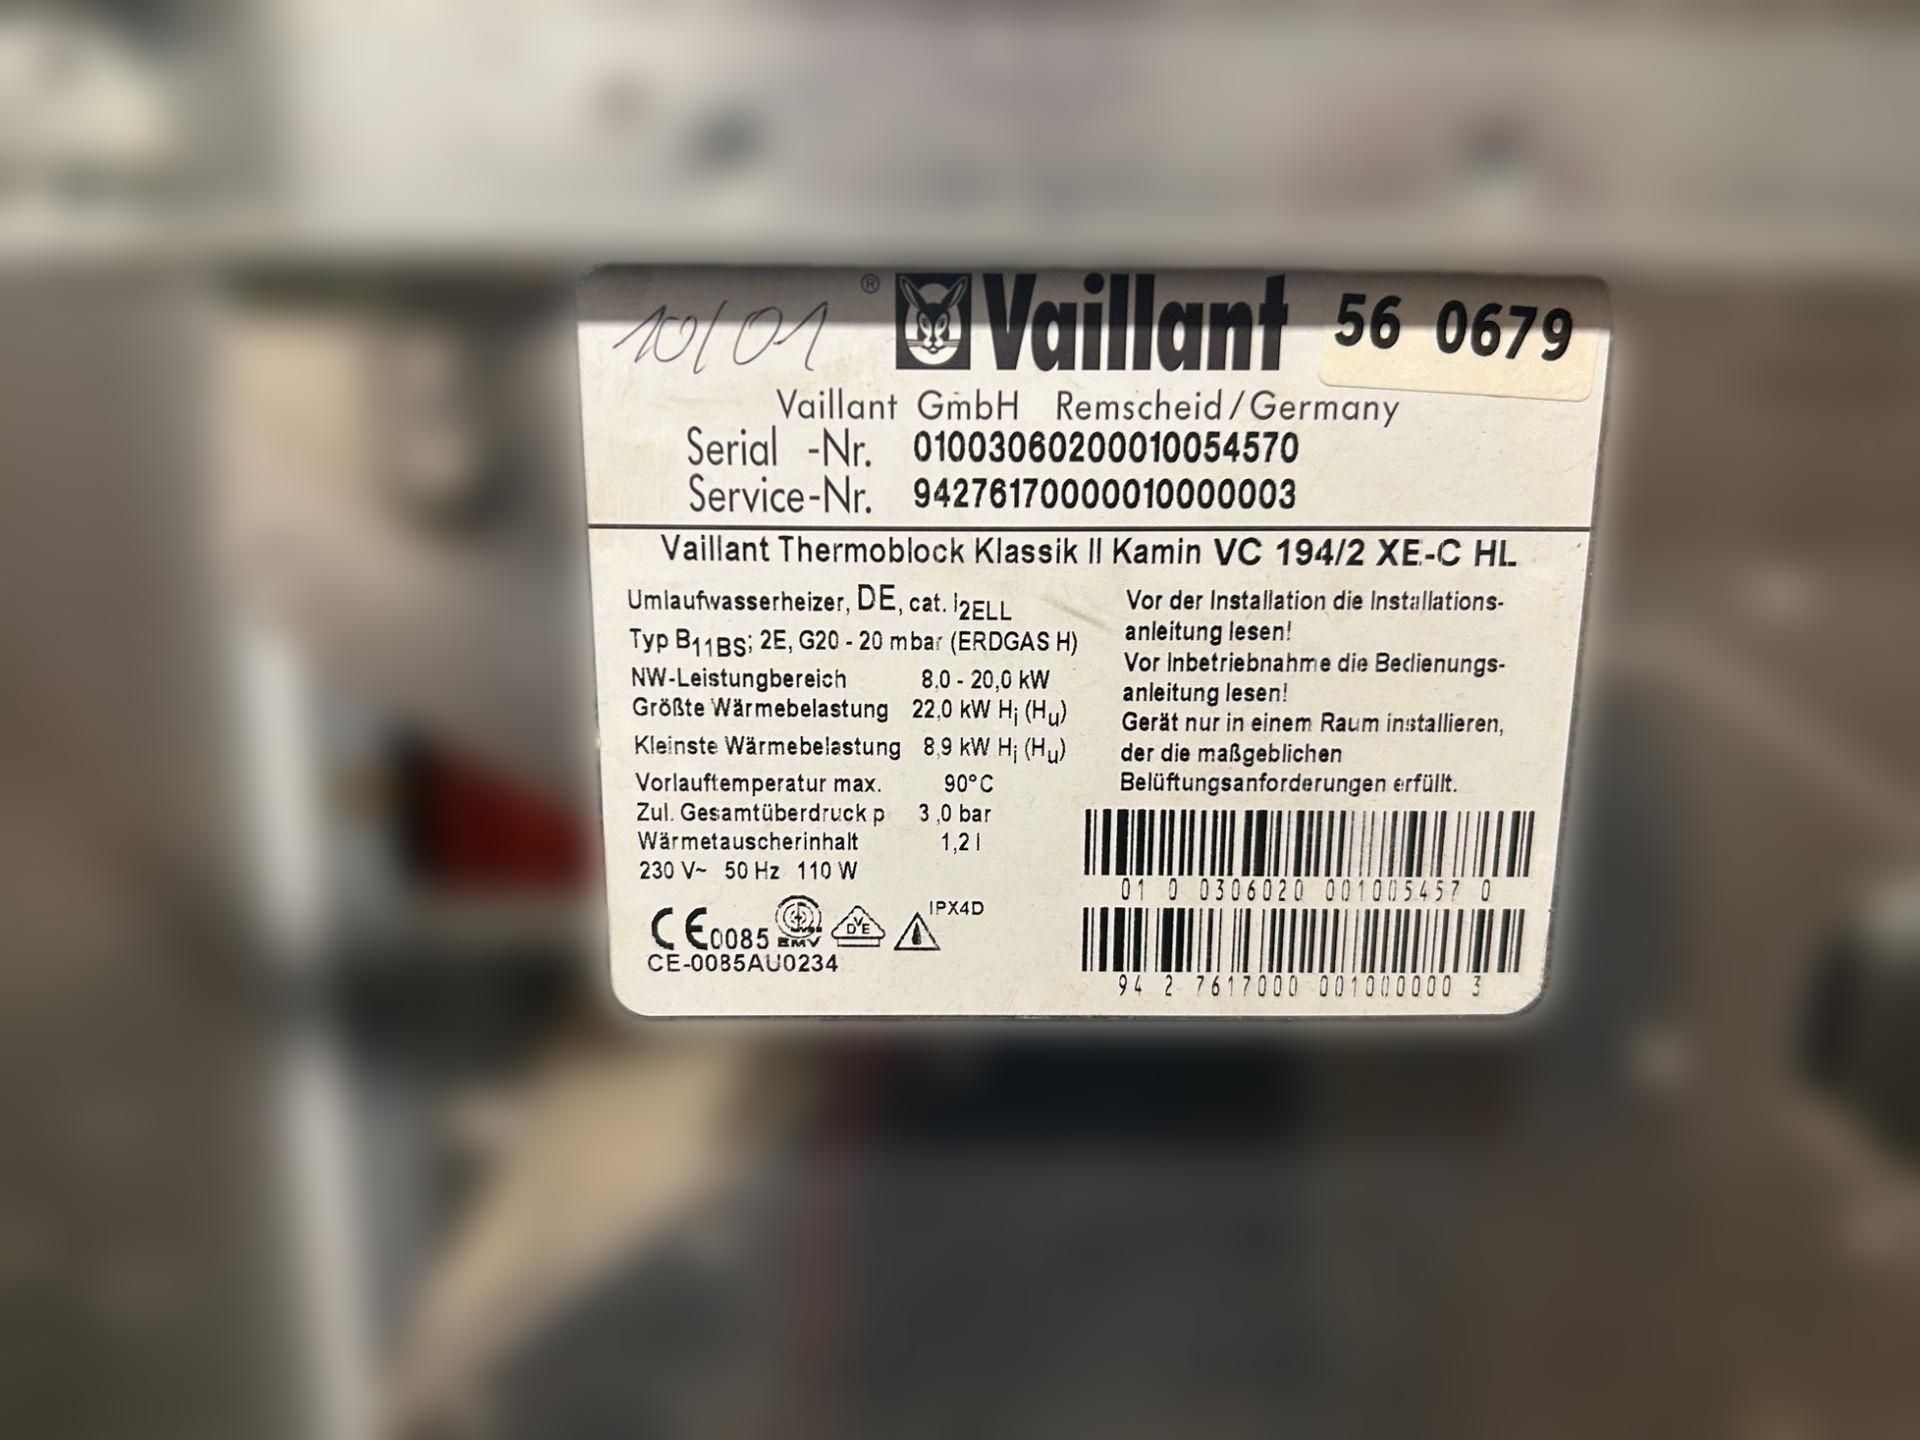 10/01 ® Vaillant 56 0679
Vaillant GmbH Remscheid/Germany
Serial -Nr. 01003060200010054570
Service-Nr. 94276170000010000003
Vaillant Thermoblock Klassik II Kamin VC 194/2 XE-C HL
Umlaufwasserheizer, DE, cat. I2ELL
Typ B11BS; 2E, G20 - 20 mbar (ERDGAS H)
NW-Leistungbereich 8,0 - 20,0 kW
Größte Wärmebelastung 22,0 kW Hi (Hu)
Kleinste Wärmebelastung 8,9 kW Hi (Hu)
Vorlauftemperatur max. 90°C
Zul. Gesamtüberdruck p 3,0 bar
Wärmetauscherinhalt 1,2 l
230 V~ 50 Hz 110 W
CE0085 EMV VDE IPX4D
CE-0085AU0234
Vor der Installation die Installations-
anleitung lesen!
Vor Inbetriebnahme die Bedienungs-
anleitung lesen!
Gerät nur in einem Raum installieren,
der die maßgeblichen
Belüftungsanforderungen erfüllt.
01 0 0306020 001005457 0
94 2 7617000 001000000 3